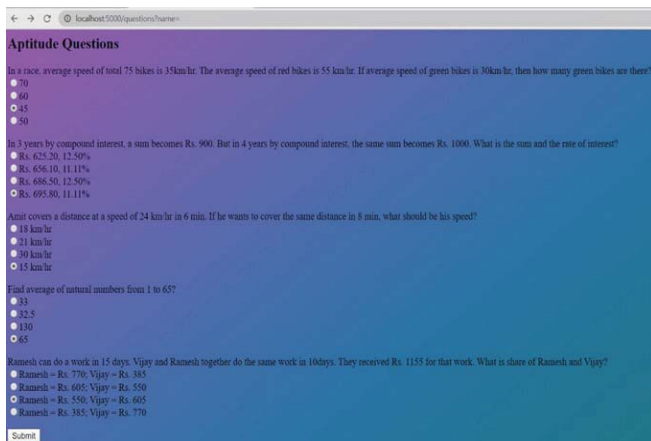 localhost:5000/questions?name=
Aptitude Questions
In a race, average speed of total 75 bikes is 35km/hr. The average speed of red bikes is 55 km/hr. If average speed of green bikes is 30km/hr, then how many green bikes are there?
70
60
45
50
In 3 years by compound interest, a sum becomes Rs. 900. But in 4 years by compound interest, the same sum becomes Rs. 1000. What is the sum and the rate of interest?
Rs. 625.20, 12.50%
Rs. 656.10, 11.11%
Rs. 686.50, 12.50%
Rs. 695.80, 11.11%
Amit covers a distance at a speed of 24 km/hr in 6 min. If he wants to cover the same distance in 8 min, what should be his speed?
18 km/hr
21 km/hr
30 km/hr
15 km/hr
Find average of natural numbers from 1 to 65?
33
32.5
130
65
Ramesh can do a work in 15 days. Vijay and Ramesh together do the same work in 10days. They received Rs. 1155 for that work. What is share of Ramesh and Vijay?
Ramesh = Rs. 770; Vijay = Rs. 385
Ramesh = Rs. 605; Vijay = Rs. 550
Ramesh = Rs. 550; Vijay = Rs. 605
Ramesh = Rs. 385; Vijay = Rs. 770
Submit